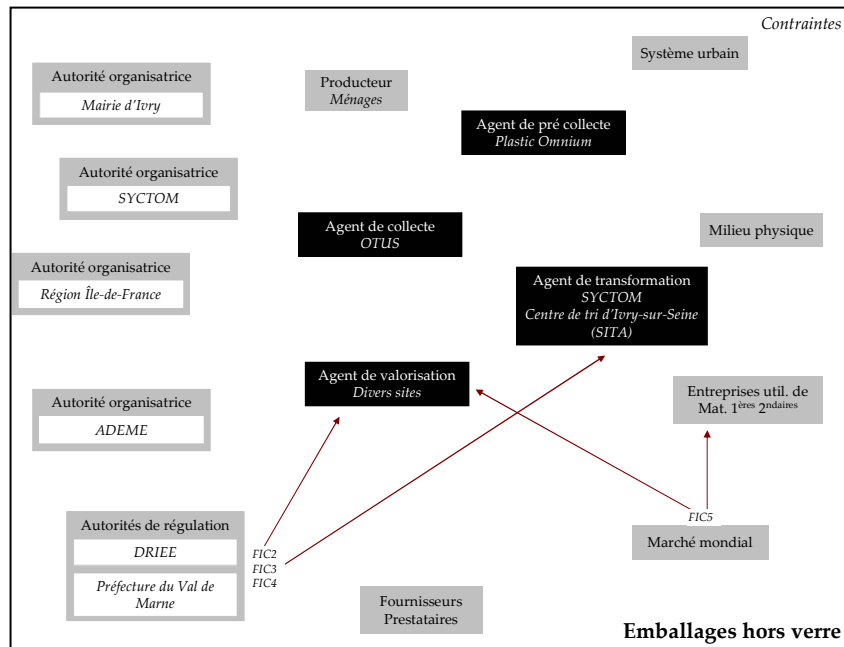 Contraintes
Système urbain
Autorité organisatrice
Mairie d'Ivry
Producteur
Ménages
Agent de pré collecte
Plastic Omnium
Autorité organisatrice
SYCTOM
Agent de collecte
OTUS
Milieu physique
Autorité organisatrice
Région Île-de-France
Agent de transformation
SYCTOM
Centre de tri d'Ivry-sur-Seine
(SITA)
Agent de valorisation
Divers sites
Entreprises util. de
Mat. 1ères 2ndaires
Autorité organisatrice
ADEME
Autorités de régulation
DRIEE
Préfecture du Val de
Marne
FIC2
FIC3
FIC4
FIC5
Marché mondial
Fournisseurs
Prestataires
Emballages hors verre